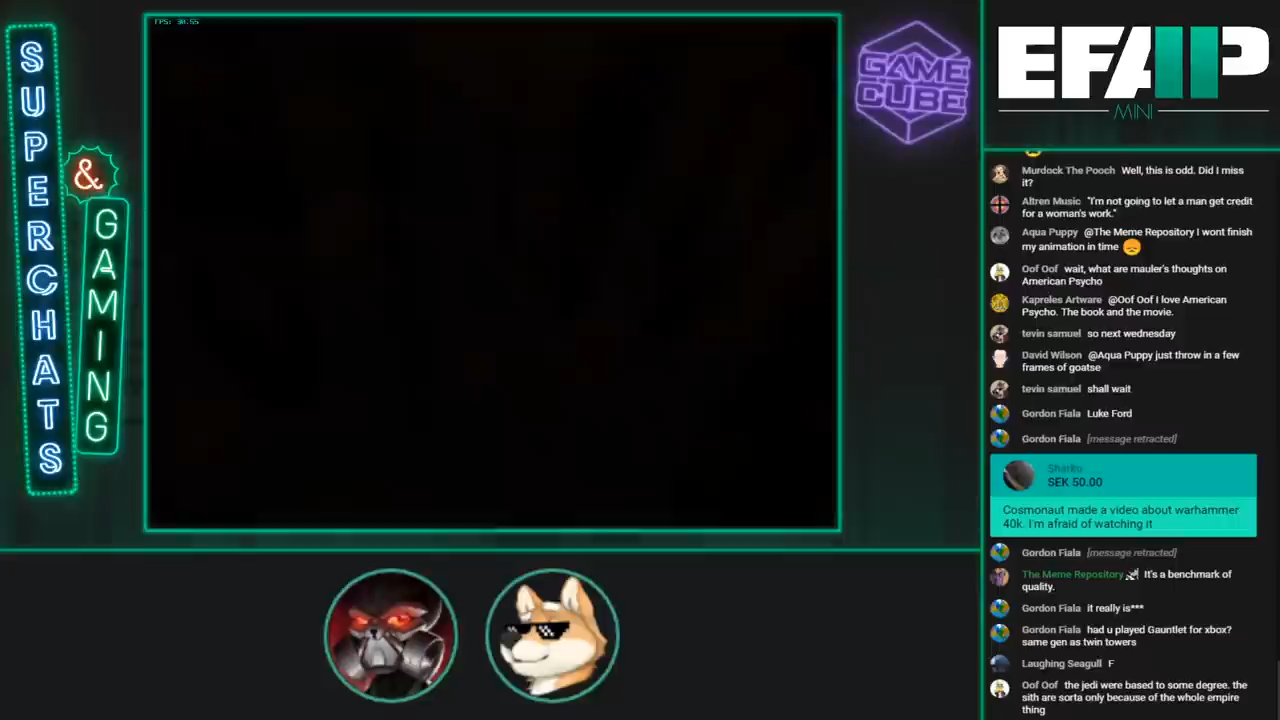 FPS: 30.55
SUPERCHATS
&
GAMING
GAME
CUBE
EFAP
MINI
Murdock The Pooch Well, this is odd. Did I miss
it?
Altren Music "I'm not going to let a man get credit
for a woman's work."
Aqua Puppy @The Meme Repository I wont finish
my animation in time 😞
Oof Oof wait, what are mauler's thoughts on
American Psycho
Kaproles Artware @Oof Oof I love American
Psycho. The book and the movie.
tevin samuel so next wednesday
David Wilson @Aqua Puppy just throw in a few
frames of goatse
tevin samuel shall wait
Gordon Fiala Luke Ford
Gordon Fiala [message retracted]
Sharko
SEK 50.00
Cosmonaut made a video about warhammer
40k. I'm afraid of watching it
Gordon Fiala [message retracted]
The Meme Repository It's a benchmark of
quality.
Gordon Fiala it really is***
Gordon Fiala had u played Gauntlet for xbox?
same gen as twin towers
Laughing Seagull F
Oof Oof the jedi were based to some degree. the
sith are sorta only because of the whole empire
thing